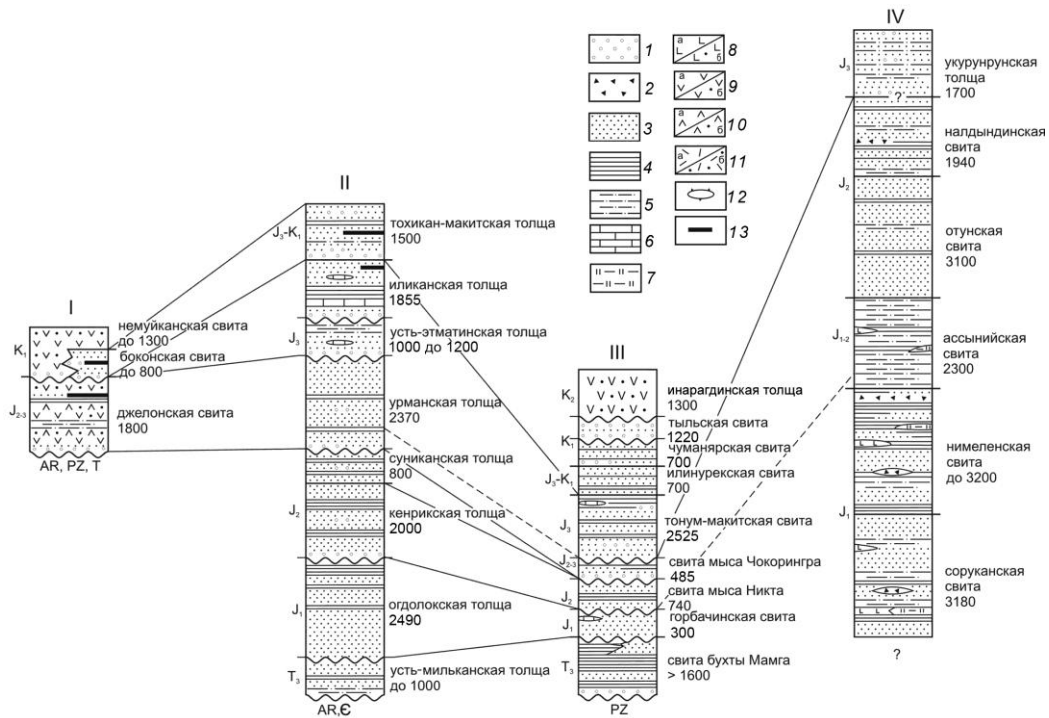 I
K₁
J₂₋₃
немуйканская свита
до 1300
боконская свита
до 800
джелонская свита
1800
AR, PZ, T
II
J₃-K₁
J₃
J₂
J₁
T₃
тохикан-макитская толща
1500
иликанская толща
1855
усть-этматинская толща
1000 до 1200
урманская толща
2370
суниканская толща
800
кенрикская толща
2000
огдолокская толща
2490
усть-мильканская толща
до 1000
AR,Є
III
K₂
K₁
J₃-K₁
J₃
J₂₋₃
J₂
J₁
T₃
инарагдинская толща
1300
тыльская свита
1220
чуманярская свита
700
илинурекская свита
700
тонум-макитская свита
2525
свита мыса Чокорингра
485
свита мыса Никта
740
горбачинская свита
300
свита бухты Мамга
> 1600
PZ
1
2
3
4
5
6
7
а
б
8
а
б
9
а
б
10
а
б
11
12
13
IV
J₃
?
J₂
J₁₋₂
J₁
укурунрунская
толща
1700
налдындинская
свита
1940
отунская
свита
3100
ассынийская
свита
2300
нимеленская
свита
до 3200
соруканская
свита
3180
?